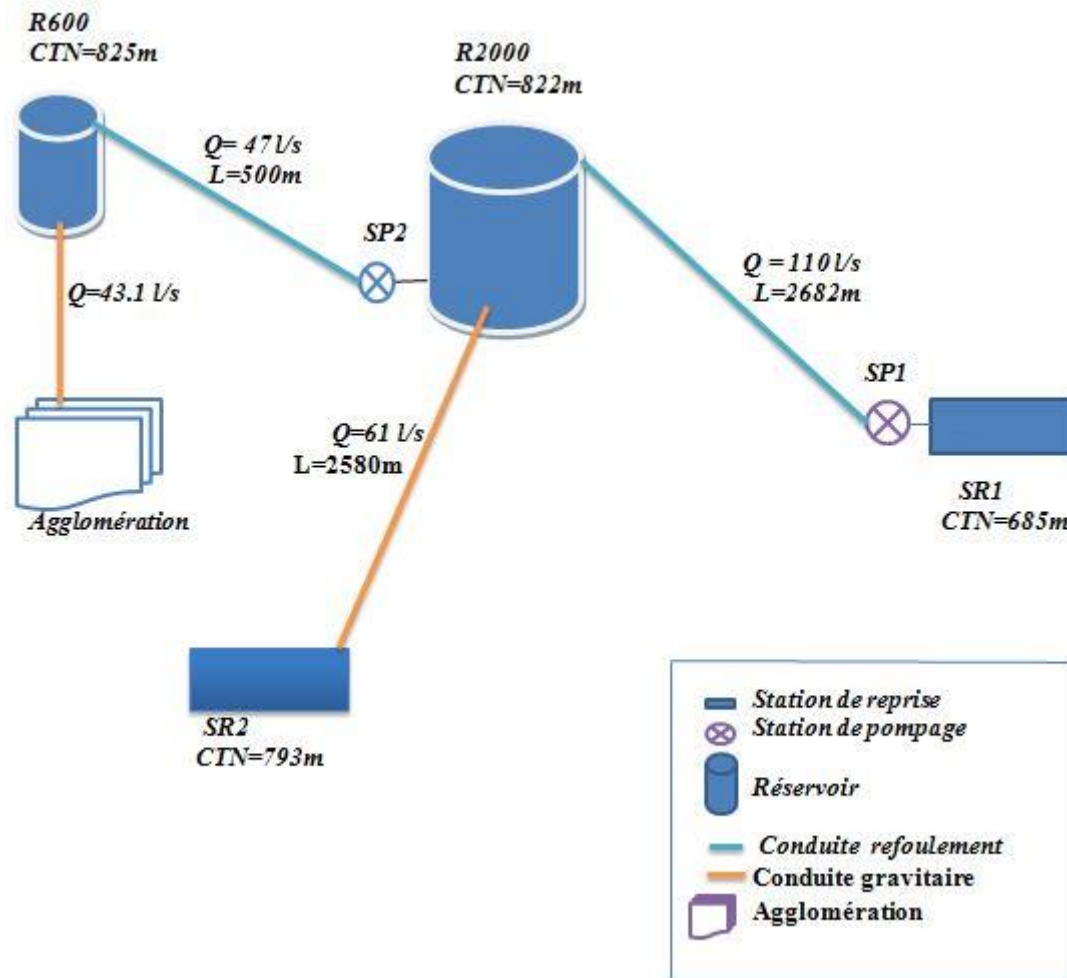 R600
CTN=825m
R2000
CTN=822m
Q= 47 l/s
L=500m
SP2
Q=43.1 l/s
Q = 110 l/s
L=2682m
SP1
Q=61 l/s
L=2580m
Agglomération
SR1
CTN=685m
SR2
CTN=793m
Station de reprise
Station de pompage
Réservoir
Conduite refoulement
Conduite gravitaire
Agglomération